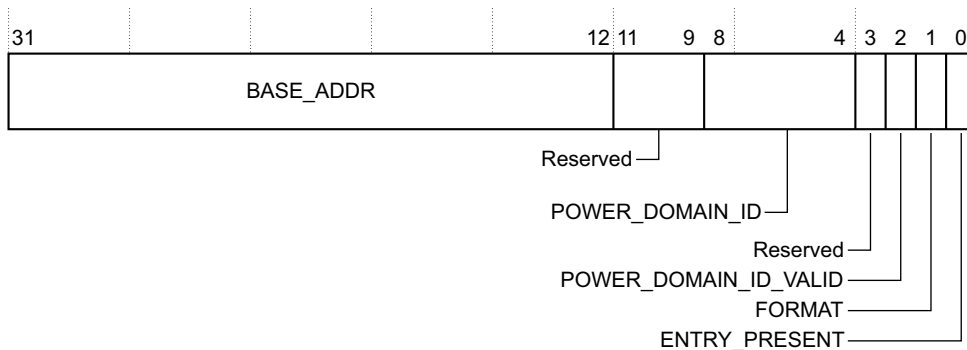 31 12 11 9 8 4 3 2 1 0
BASE_ADDR
Reserved
POWER_DOMAIN_ID
Reserved
POWER_DOMAIN_ID_VALID
FORMAT
ENTRY_PRESENT